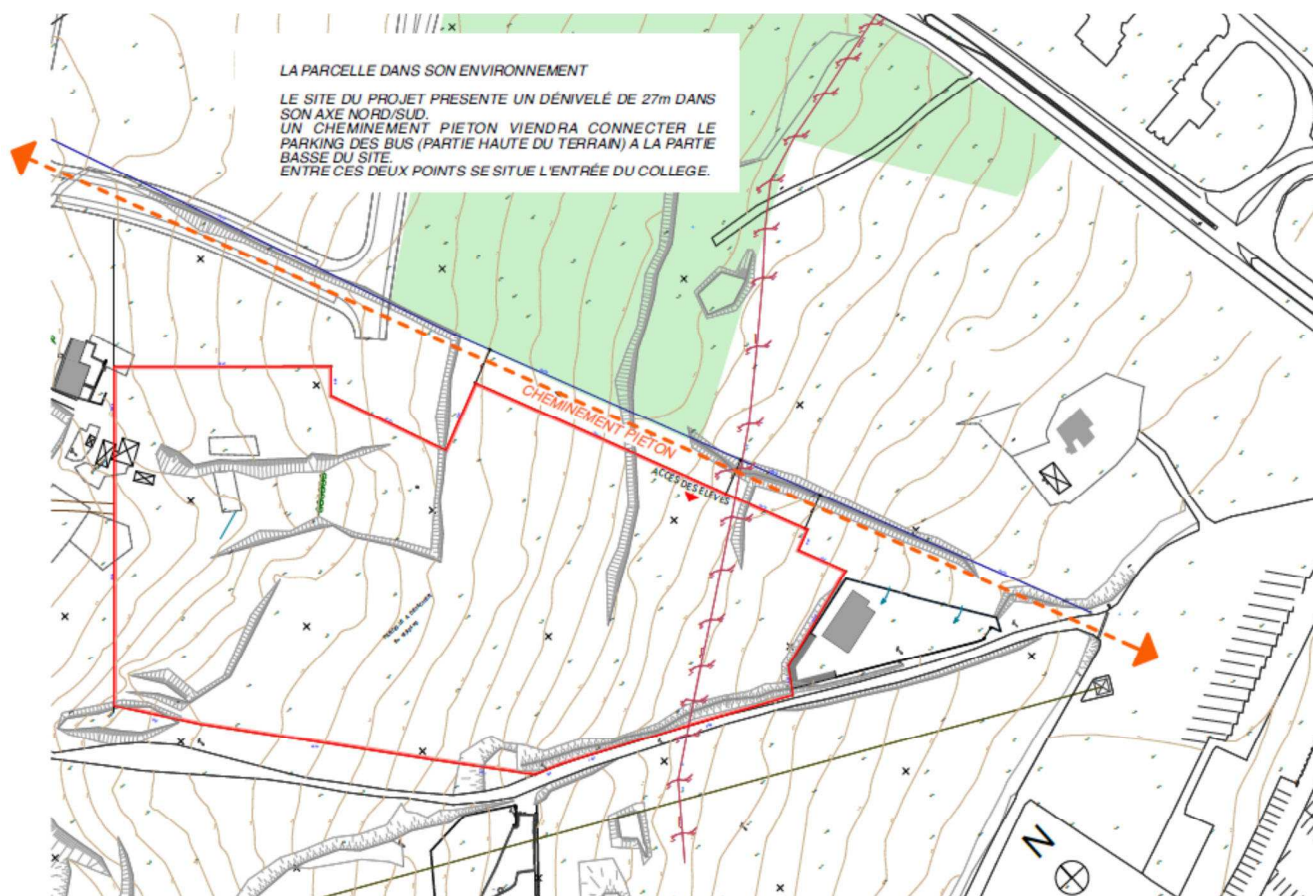 LA PARCELLE DANS SON ENVIRONNEMENT
LE SITE DU PROJET PRESENTE UN DÉNIVELÉ DE 27m DANS
SON AXE NORD/SUD.
UN CHEMINEMENT PIETON VIENDRA CONNECTER LE
PARKING DES BUS (PARTIE HAUTE DU TERRAIN) A LA PARTIE
BASSE DU SITE.
ENTRE CES DEUX POINTS SE SITUE L'ENTRÉE DU COLLEGE.
CHEMINEMENT PIETON
ACCES DES ELEVES
N